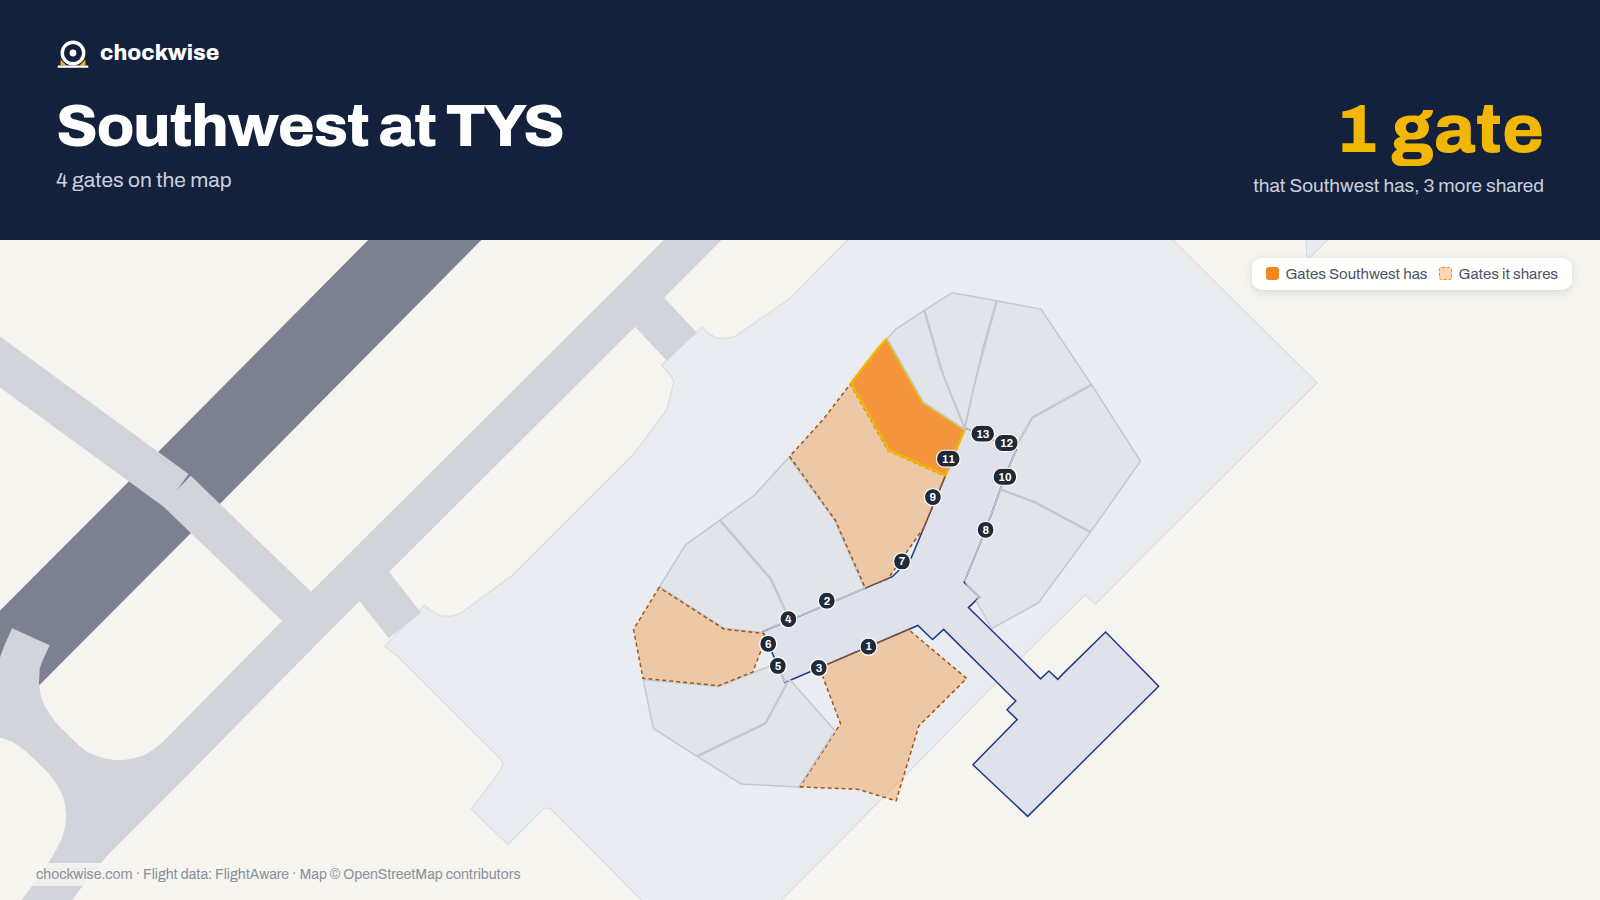 chockwise
Southwest at TYS
4 gates on the map
1 gate
that Southwest has, 3 more shared
Gates Southwest has
Gates it shares
13
12
11
10
9
8
7
2
4
6
1
5
3
chockwise.com · Flight data: FlightAware · Map © OpenStreetMap contributors